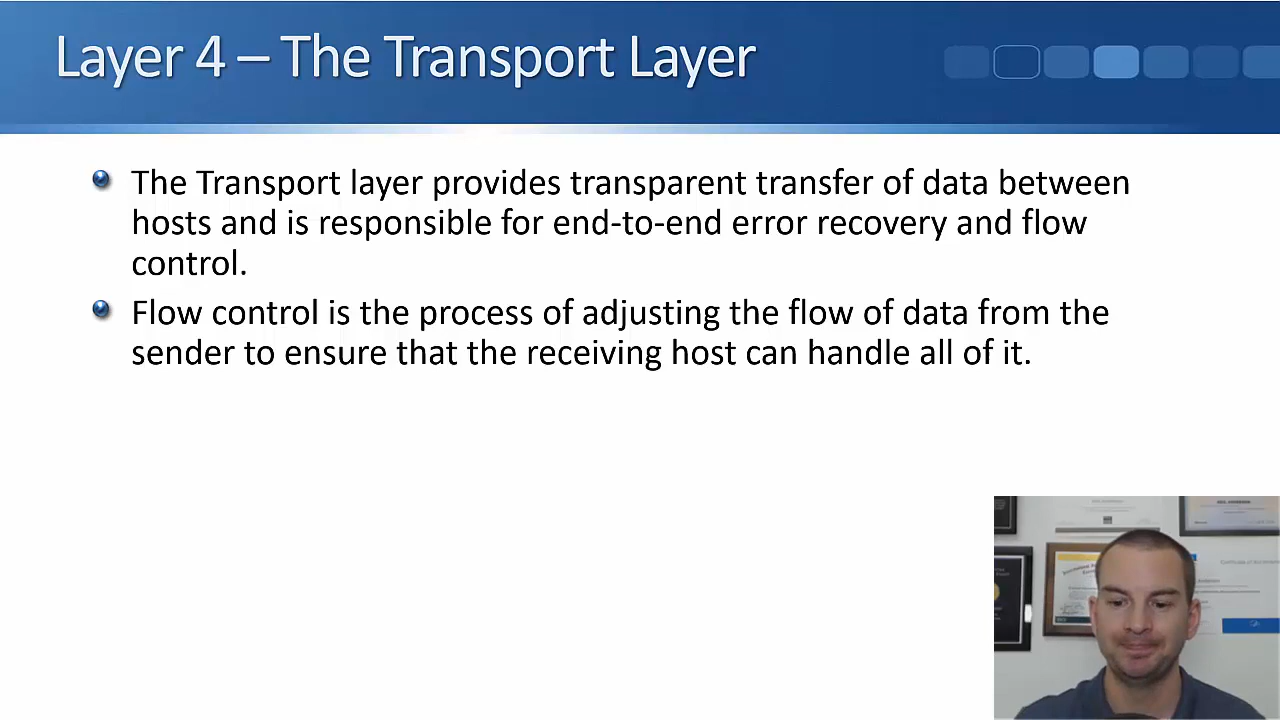 Layer 4 – The Transport Layer
The Transport layer provides transparent transfer of data between
hosts and is responsible for end-to-end error recovery and flow
control.
Flow control is the process of adjusting the flow of data from the
sender to ensure that the receiving host can handle all of it.